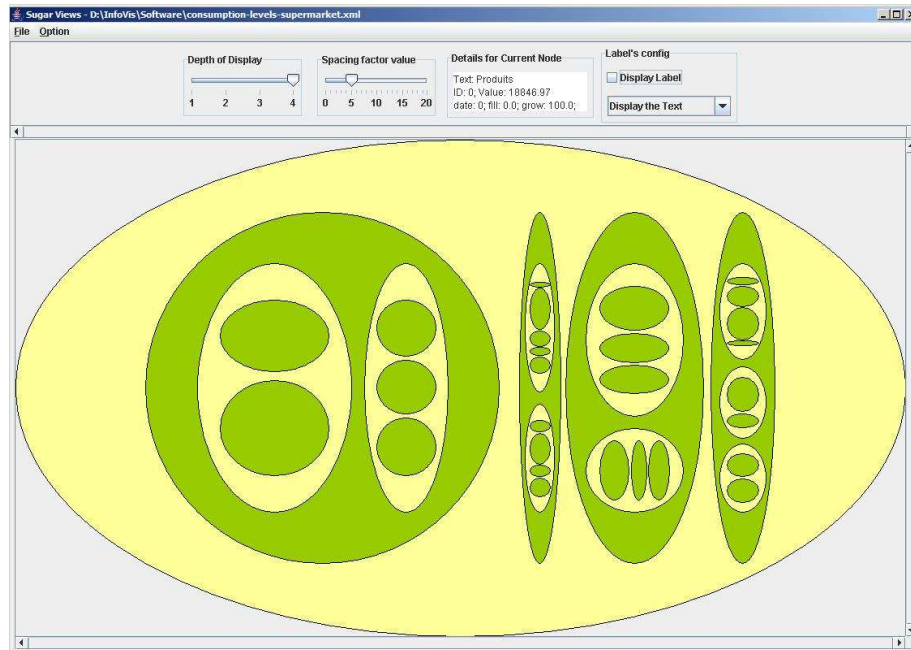 Sugar Views - D:\InfoVis\Software\consumption-levels-supermarket.xml
File Option
Depth of Display
1 2 3 4
Spacing factor value
0 5 10 15 20
Details for Current Node
Text: Produits
ID: 0; Value: 18846.97
date: 0; fill: 0.0; grow: 100.0;
Label's config
Display Label
Display the Text